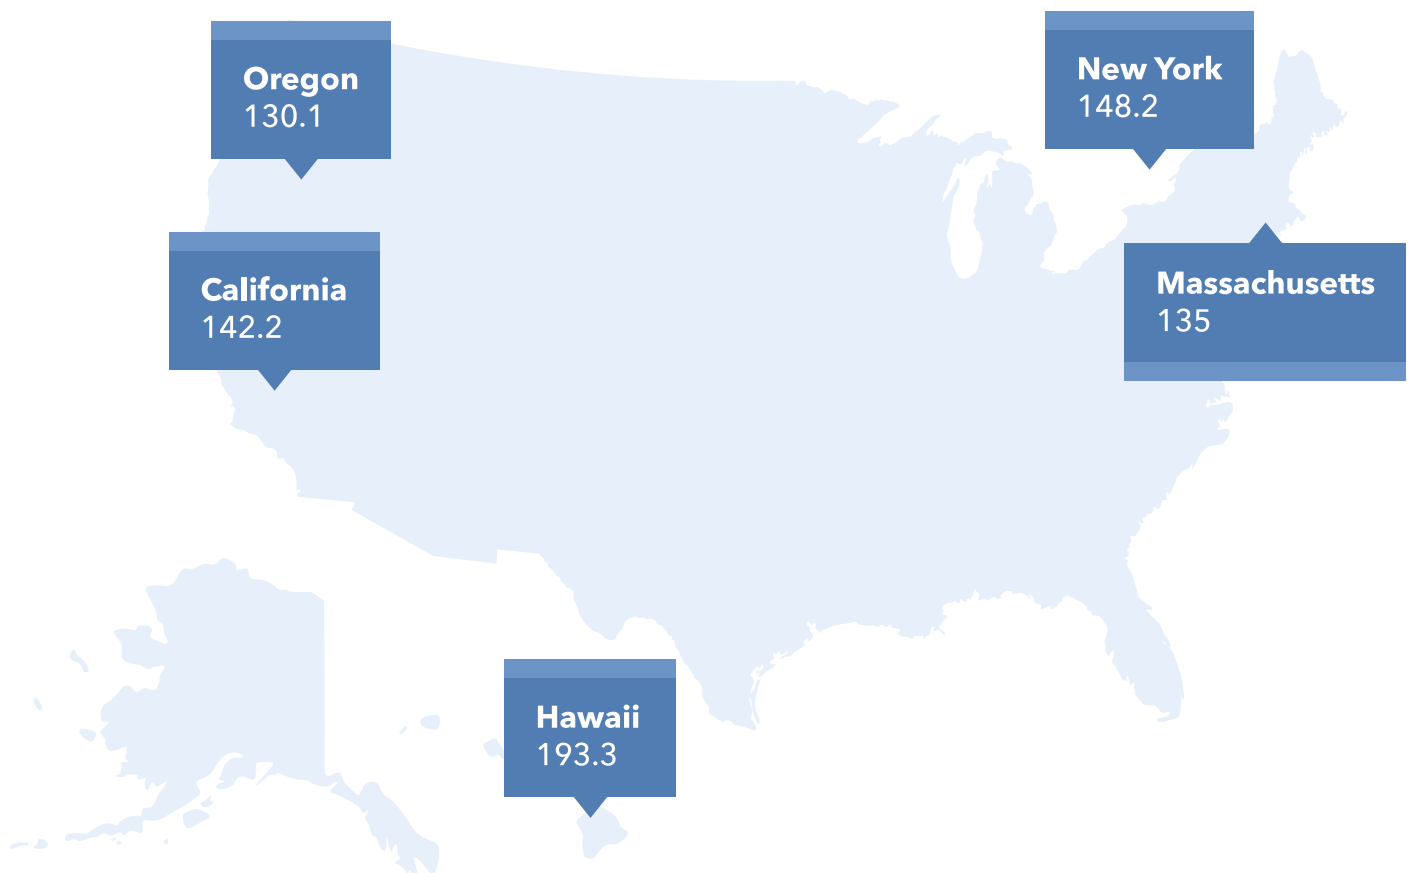 Oregon
130.1
New York
148.2
California
142.2
Massachusetts
135
Hawaii
193.3